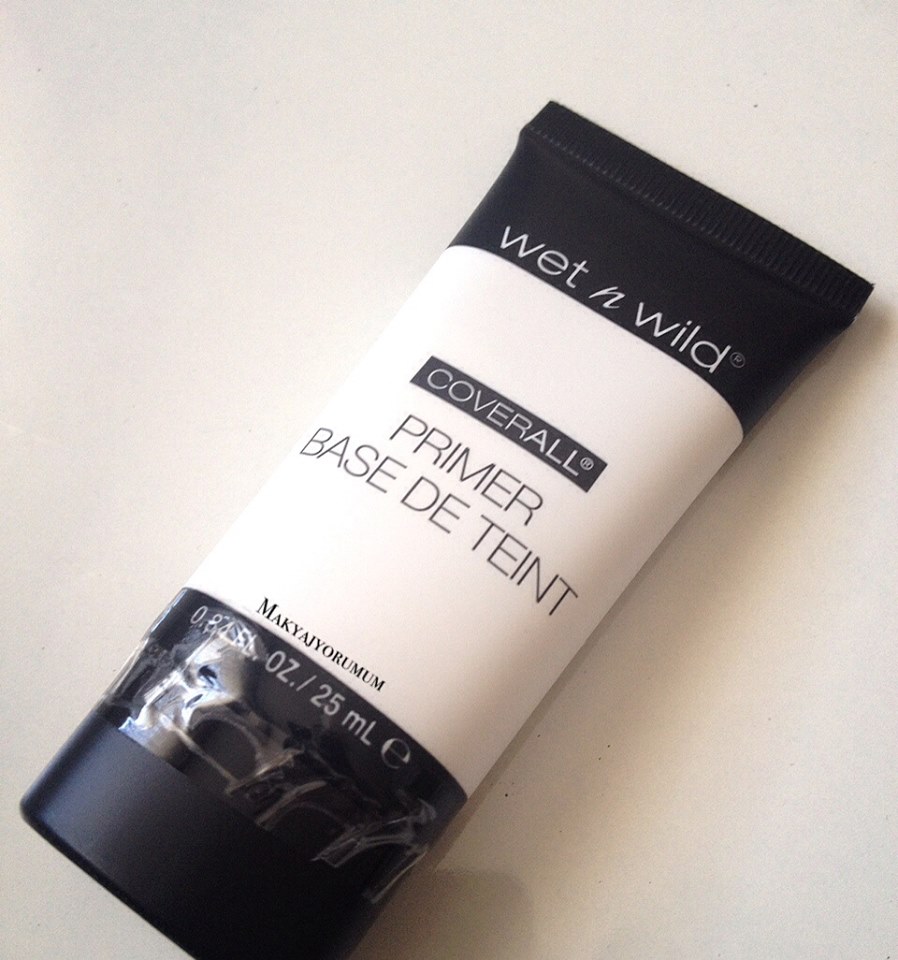 wet n wild®
COVERALL®
PRIMER
BASE DE TEINT
MAKYAJYORUMUM
OZ. / 25 mL ℮